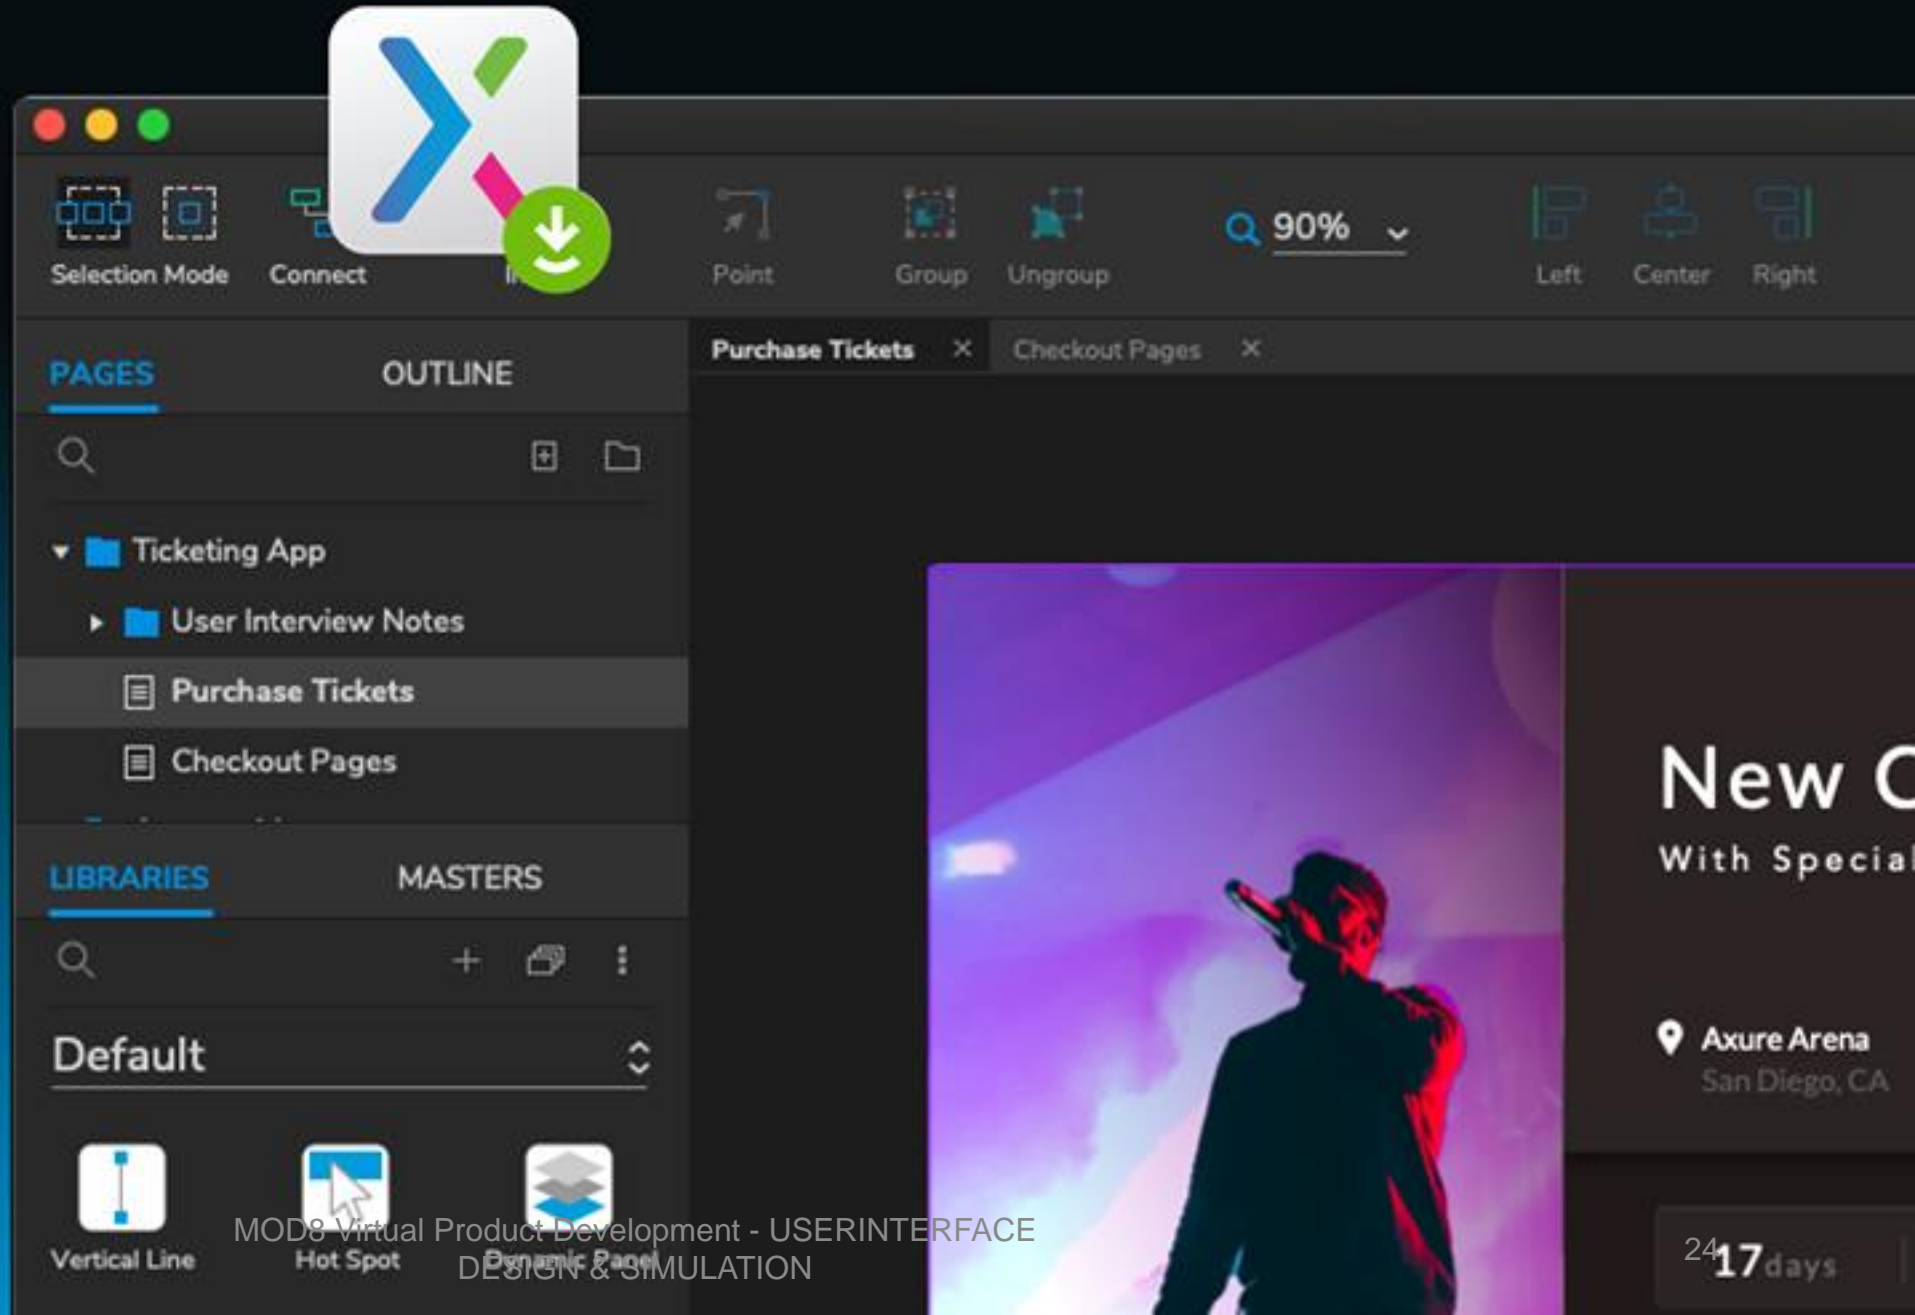 Selection Mode
Connect
Point
Group
Ungroup
90%
Left
Center
Right
PAGES
OUTLINE
Purchase Tickets
Checkout Pages
Ticketing App
User Interview Notes
Purchase Tickets
Checkout Pages
New
With Special
LIBRARIES
MASTERS
Axure Arena
San Diego, CA
Default
Vertical Line
Hot Spot
Dynamic Panel
17 days
MOD8 Virtual Product Development - USERINTERFACE
DESIGN & SIMULATION
24